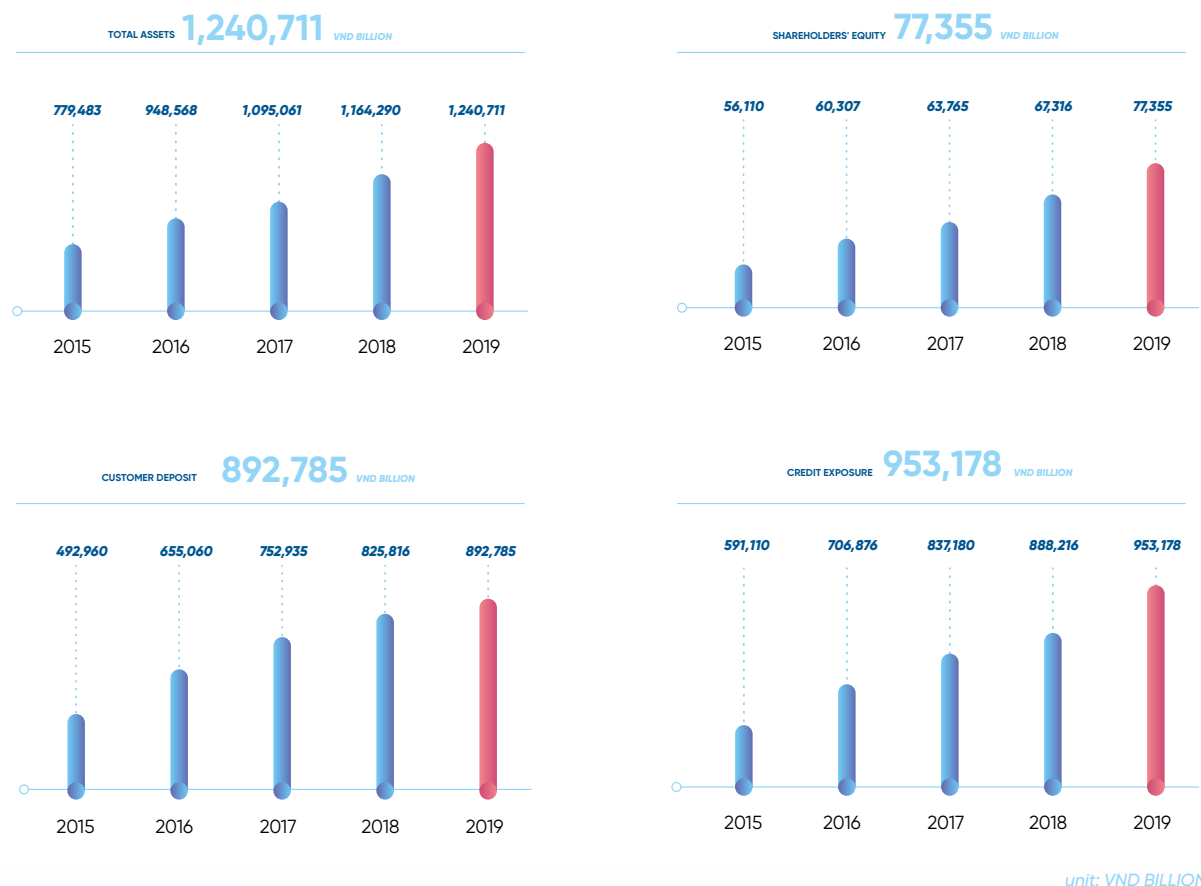 TOTAL ASSETS 1,240,711 VND BILLION
779,483 948,568 1,095,061 1,164,290 1,240,711
2015 2016 2017 2018 2019
SHAREHOLDERS' EQUITY 77,355 VND BILLION
56,110 60,307 63,765 67,316 77,355
2015 2016 2017 2018 2019
CUSTOMER DEPOSIT 892,785 VND BILLION
492,960 655,060 752,935 825,816 892,785
2015 2016 2017 2018 2019
CREDIT EXPOSURE 953,178 VND BILLION
591,110 706,876 837,180 888,216 953,178
2015 2016 2017 2018 2019
unit: VND BILLION